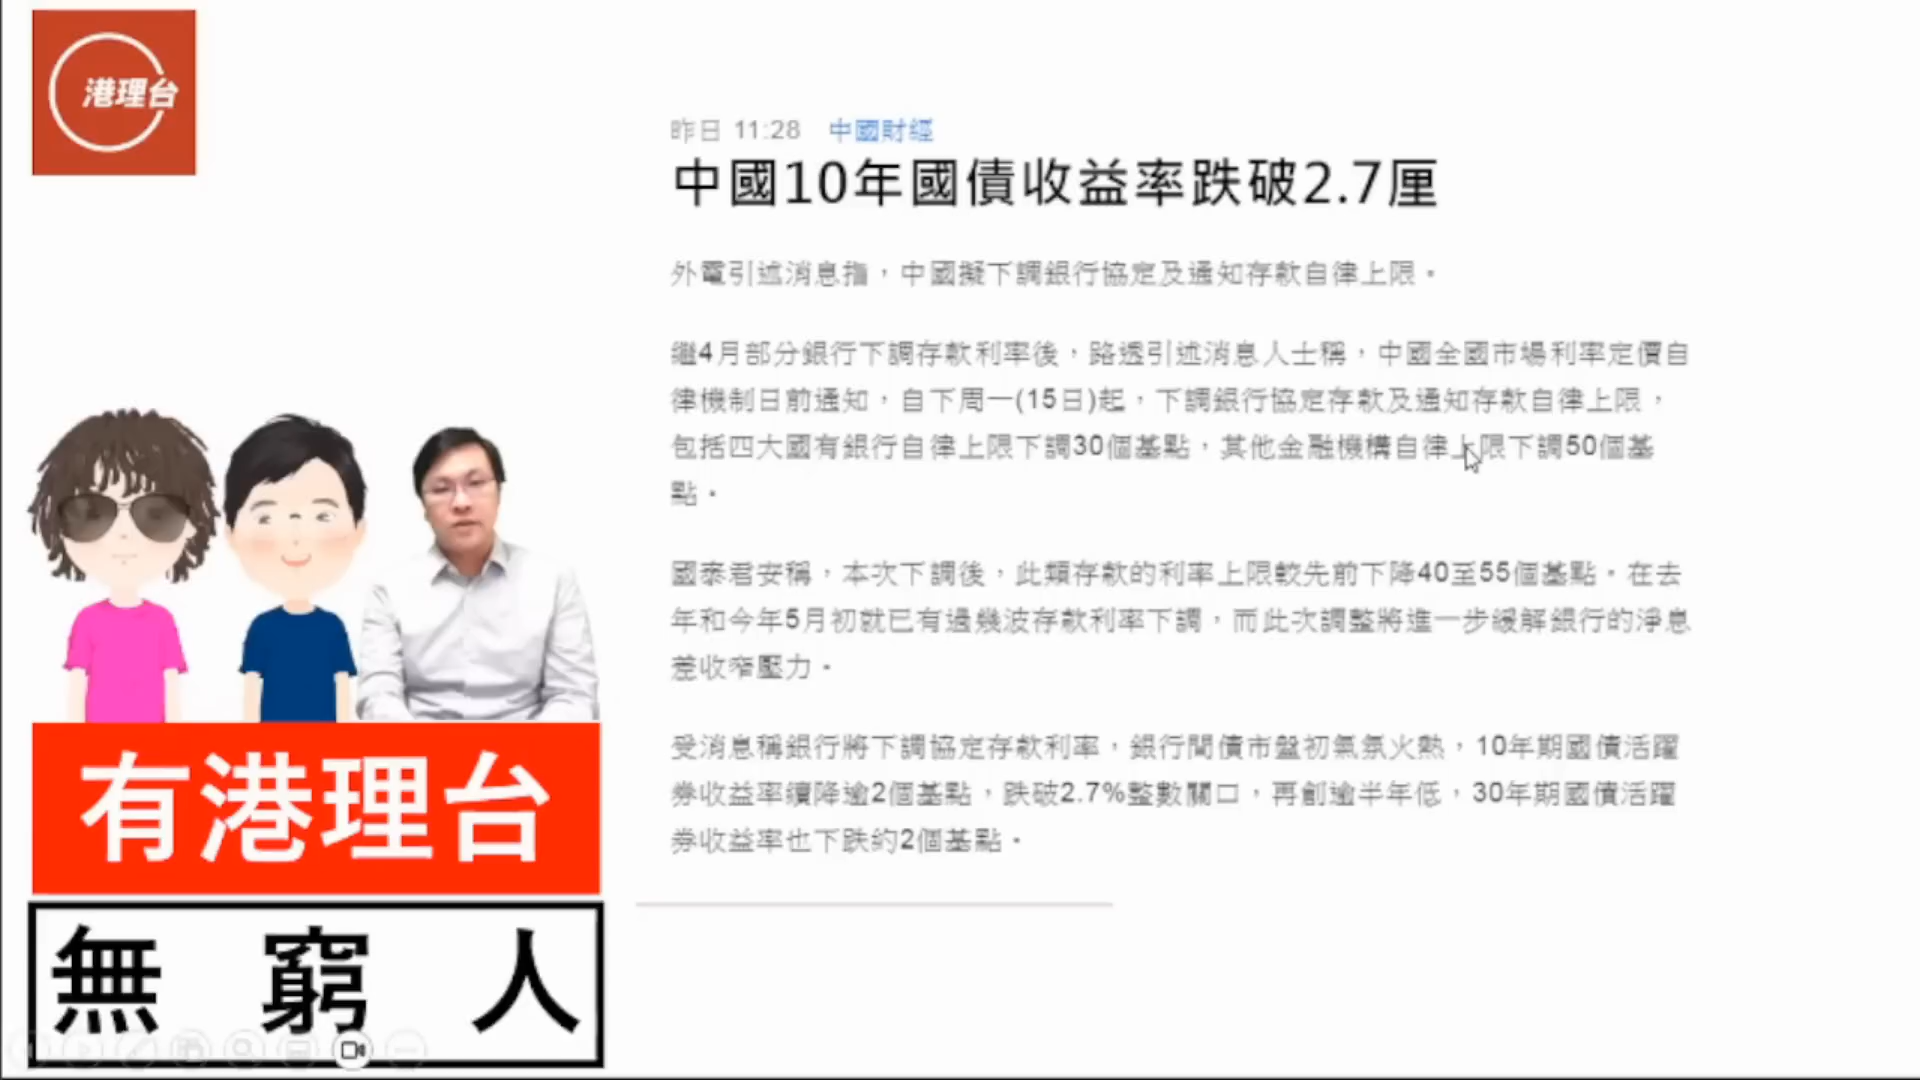 港理台
昨日 11:28 中國財經
中國10年國債收益率跌破2.7厘
外電引述消息指，中國擬下調銀行協定及通知存款自律上限。
繼4月部分銀行下調存款利率後，路透引述消息人士稱，中國全國市場利率定價自
律機制日前通知，自下周一(15日)起，下調銀行協定存款及通知存款自律上限，
包括四大國有銀行自律上限下調30個基點，其他金融機構自律上限下調50個基
點。
國泰君安稱，本次下調後，此類存款的利率上限較先前下降40至55個基點。在去
年和今年5月初就已有過幾波存款利率下調，而此次調整將進一步緩解銀行的淨息
差收窄壓力。
受消息稱銀行將下調協定存款利率，銀行間債市盤初氣氛火熱，10年期國債活躍
券收益率續降逾2個基點，跌破2.7%整數關口，再創逾半年低，30年期國債活躍
券收益率也下跌約2個基點。
有港理台
無窮人